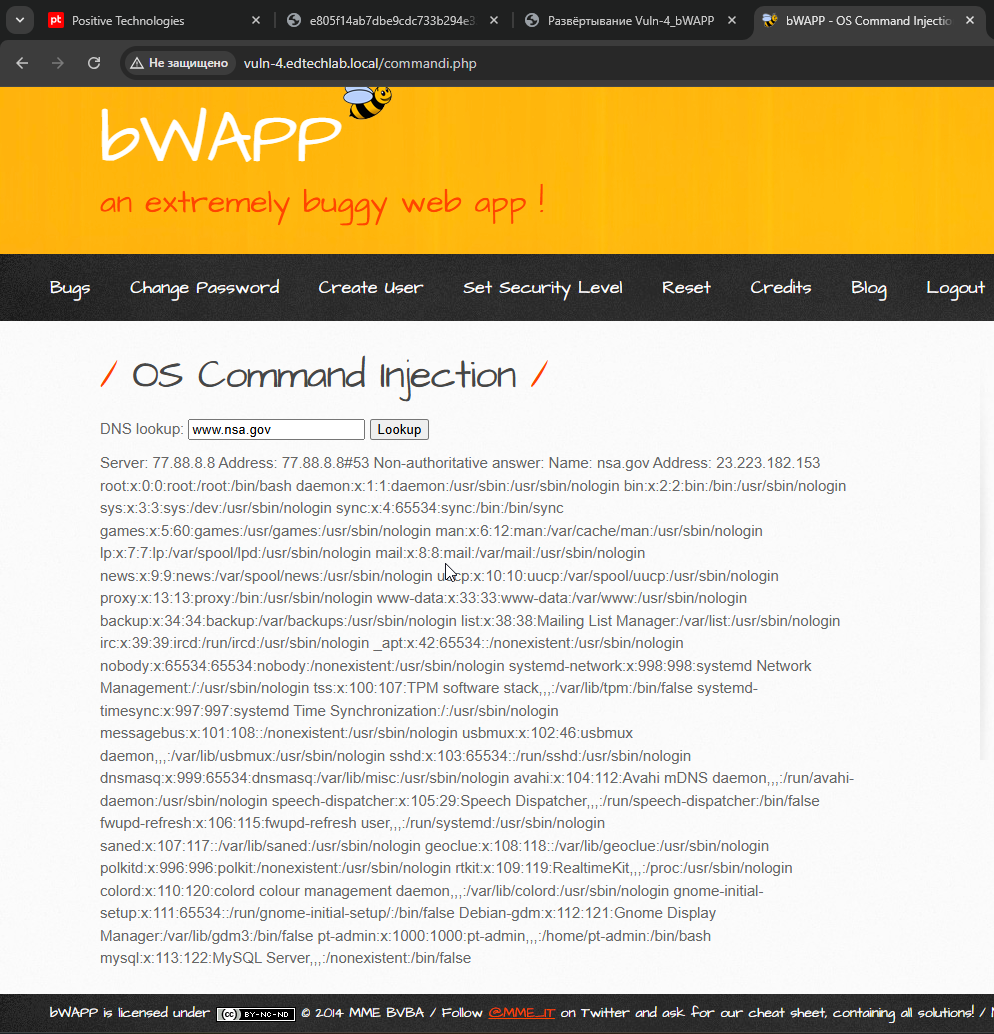 pt Positive Technologies
e805f14ab7dbe9cdc733b294e3
Развёртывание Vuln-4_bWAPP
bWAPP - OS Command Injectio
Не защищено vuln-4.edtechlab.local/commandi.php
bWAPP
an extremely buggy web app !
Bugs Change Password Create User Set Security Level Reset Credits Blog Logout
/ OS Command Injection /
DNS lookup: www.nsa.gov Lookup
Server: 77.88.8.8 Address: 77.88.8.8#53 Non-authoritative answer: Name: nsa.gov Address: 23.223.182.153
root:x:0:0:root:/root:/bin/bash daemon:x:1:1:daemon:/usr/sbin:/usr/sbin/nologin bin:x:2:2:bin:/bin:/usr/sbin/nologin
sys:x:3:3:sys:/dev:/usr/sbin/nologin sync:x:4:65534:sync:/bin:/bin/sync
games:x:5:60:games:/usr/games:/usr/sbin/nologin man:x:6:12:man:/var/cache/man:/usr/sbin/nologin
lp:x:7:7:lp:/var/spool/lpd:/usr/sbin/nologin mail:x:8:8:mail:/var/mail:/usr/sbin/nologin
news:x:9:9:news:/var/spool/news:/usr/sbin/nologin uucp:x:10:10:uucp:/var/spool/uucp:/usr/sbin/nologin
proxy:x:13:13:proxy:/bin:/usr/sbin/nologin www-data:x:33:33:www-data:/var/www:/usr/sbin/nologin
backup:x:34:34:backup:/var/backups:/usr/sbin/nologin list:x:38:38:Mailing List Manager:/var/list:/usr/sbin/nologin
irc:x:39:39:ircd:/run/ircd:/usr/sbin/nologin _apt:x:42:65534::/nonexistent:/usr/sbin/nologin
nobody:x:65534:65534:nobody:/nonexistent:/usr/sbin/nologin systemd-network:x:998:998:systemd Network
Management:/:/usr/sbin/nologin tss:x:100:107:TPM software stack,,,:/var/lib/tpm:/bin/false systemd-
timesync:x:997:997:systemd Time Synchronization:/:/usr/sbin/nologin
messagebus:x:101:108::/nonexistent:/usr/sbin/nologin usbmux:x:102:46:usbmux
daemon,,,:/var/lib/usbmux:/usr/sbin/nologin sshd:x:103:65534::/run/sshd:/usr/sbin/nologin
dnsmasq:x:999:65534:dnsmasq:/var/lib/misc:/usr/sbin/nologin avahi:x:104:112:Avahi mDNS daemon,,,:/run/avahi-
daemon:/usr/sbin/nologin speech-dispatcher:x:105:29:Speech Dispatcher,,,:/run/speech-dispatcher:/bin/false
fwupd-refresh:x:106:115:fwupd-refresh user,,,:/run/systemd:/usr/sbin/nologin
saned:x:107:117::/var/lib/saned:/usr/sbin/nologin geoclue:x:108:118::/var/lib/geoclue:/usr/sbin/nologin
polkitd:x:996:996:polkit:/nonexistent:/usr/sbin/nologin rtkit:x:109:119:RealtimeKit,,,:/proc:/usr/sbin/nologin
colord:x:110:120:colord colour management daemon,,,:/var/lib/colord:/usr/sbin/nologin gnome-initial-
setup:x:111:65534::/run/gnome-initial-setup/:/bin/false Debian-gdm:x:112:121:Gnome Display
Manager:/var/lib/gdm3:/bin/false pt-admin:x:1000:1000:pt-admin,,,:/home/pt-admin:/bin/bash
mysql:x:113:122:MySQL Server,,,:/nonexistent:/bin/false
bWAPP is licensed under (cc) BY-NC-ND © 2014 MME BVBA / Follow @MME_IT on Twitter and ask for our cheat sheet, containing all solutions! /